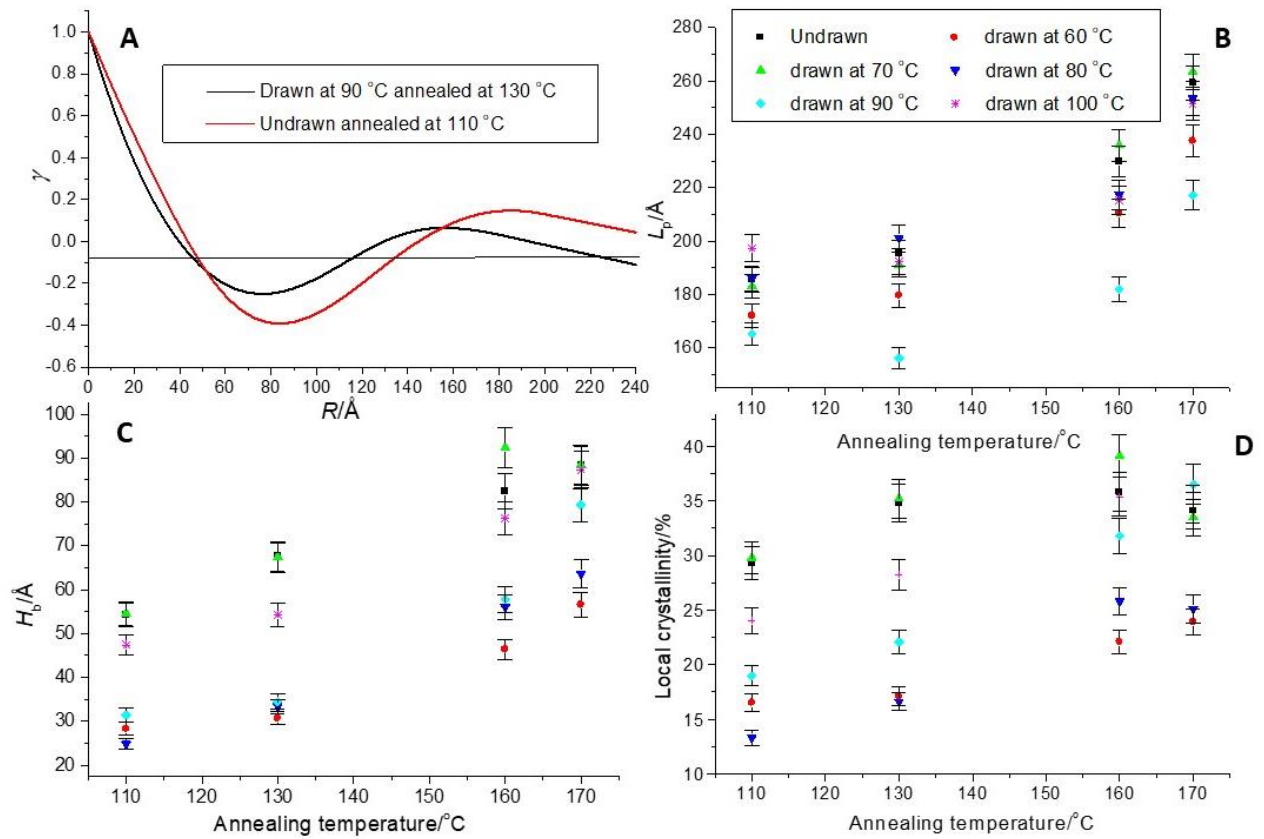 A
1.0
0.8
0.6
0.4
0.2
0.0
-0.2
-0.4
-0.6
γ
Drawn at 90 °C annealed at 130 °C
Undrawn annealed at 110 °C
0 20 40 60 80 100 120 140 160 180 200 220 240
R/Å
B
Undrawn
drawn at 60 °C
drawn at 70 °C
drawn at 80 °C
drawn at 90 °C
drawn at 100 °C
280
260
240
220
200
180
160
Lp/Å
110 120 130 140 150 160 170
Annealing temperature/°C
C
100
90
80
70
60
50
40
30
20
Hb/Å
110 120 130 140 150 160 170
Annealing temperature/°C
D
40
35
30
25
20
15
10
Local crystallinity/%
110 120 130 140 150 160 170
Annealing temperature/°C